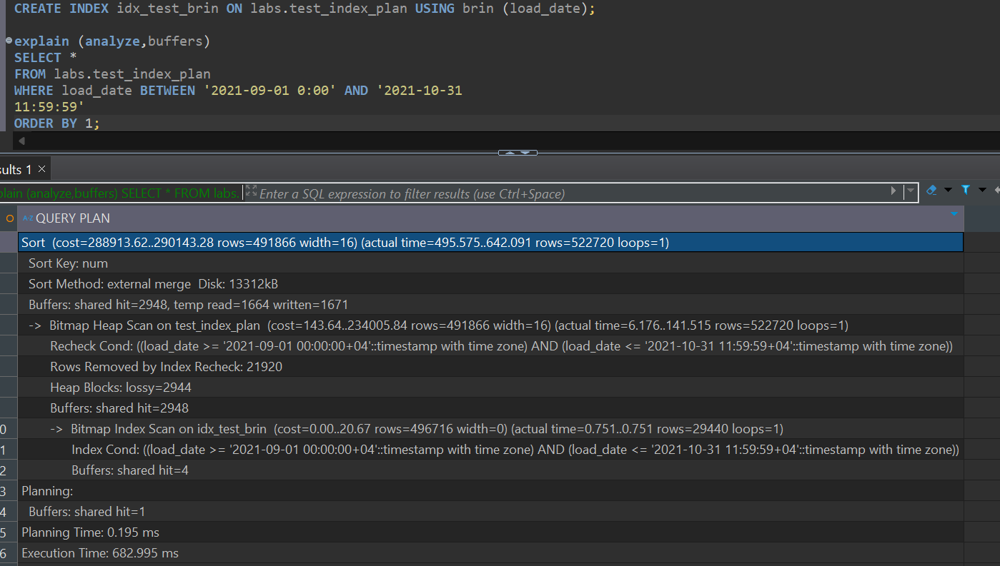 CREATE INDEX idx_test_brin ON labs.test_index_plan USING brin (load_date);
explain (analyze,buffers)
SELECT *
FROM labs.test_index_plan
WHERE load_date BETWEEN '2021-09-01 0:00' AND '2021-10-31
11:59:59'
ORDER BY 1;
sults 1
plain (analyze,buffers) SELECT * FROM labs. Enter a SQL expression to filter results (use Ctrl+Space)
A-Z QUERY PLAN
Sort (cost=288913.62..290143.28 rows=491866 width=16) (actual time=495.575..642.091 rows=522720 loops=1)
Sort Key: num
Sort Method: external merge Disk: 13312kB
Buffers: shared hit=2948, temp read=1664 written=1671
-> Bitmap Heap Scan on test_index_plan (cost=143.64..234005.84 rows=491866 width=16) (actual time=6.176..141.515 rows=522720 loops=1)
Recheck Cond: ((load_date >= '2021-09-01 00:00:00+04'::timestamp with time zone) AND (load_date <= '2021-10-31 11:59:59+04'::timestamp with time zone))
Rows Removed by Index Recheck: 21920
Heap Blocks: lossy=2944
Buffers: shared hit=2948
0 -> Bitmap Index Scan on idx_test_brin (cost=0.00..20.67 rows=496716 width=0) (actual time=0.751..0.751 rows=29440 loops=1)
1 Index Cond: ((load_date >= '2021-09-01 00:00:00+04'::timestamp with time zone) AND (load_date <= '2021-10-31 11:59:59+04'::timestamp with time zone))
2 Buffers: shared hit=4
3 Planning:
4 Buffers: shared hit=1
5 Planning Time: 0.195 ms
6 Execution Time: 682.995 ms